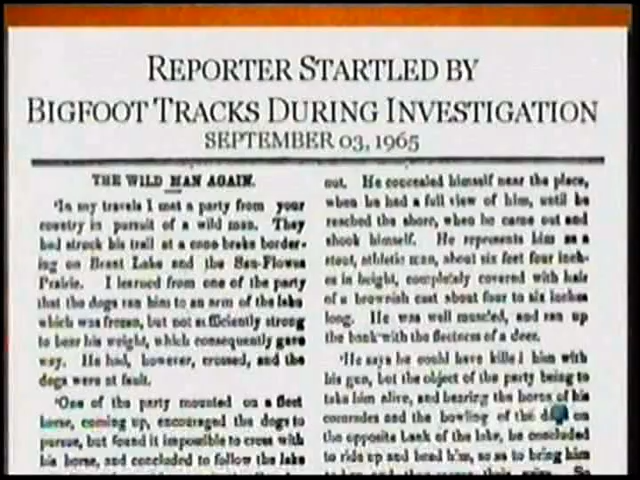 REPORTER STARTLED BY
BIGFOOT TRACKS DURING INVESTIGATION
SEPTEMBER 03, 1965
THE WILD MAN AGAIN.
'In my travels I met a party from your
country in pursuit of a wild man. They
had struck his trail at a cane brake border-
ing on Brant Lake and the Sun-Flower
Prairie. I learned from one of the party
that the dogs ran him to an arm of the lake
which was frozen, but not sufficiently strong
to bear his weight, which consequently gave
way. He had, however, crossed, and the
dogs were at fault.
'One of the party mounted on a fleet
horse, coming up, encouraged the dogs to
pursue, but found it impossible to cross with
his horse, and concluded to follow the lake
out. He concealed himself near the place,
when he had a full view of him, until he
reached the shore, when he came out and
shook himself. He represents him as a
stout, athletic man, about six feet four inch-
es in height, completely covered with hair
of a brownish cast about four to six inches
long. He was well muscled, and ran up
the bank with the fleetness of a deer.
'He says he could have killed him with
his gun, but the object of the party being to
take him alive, and hearing the horns of his
comrades and the howling of the on
the opposite bank of the lake, he concluded
to ride up and head him, so as to bring him